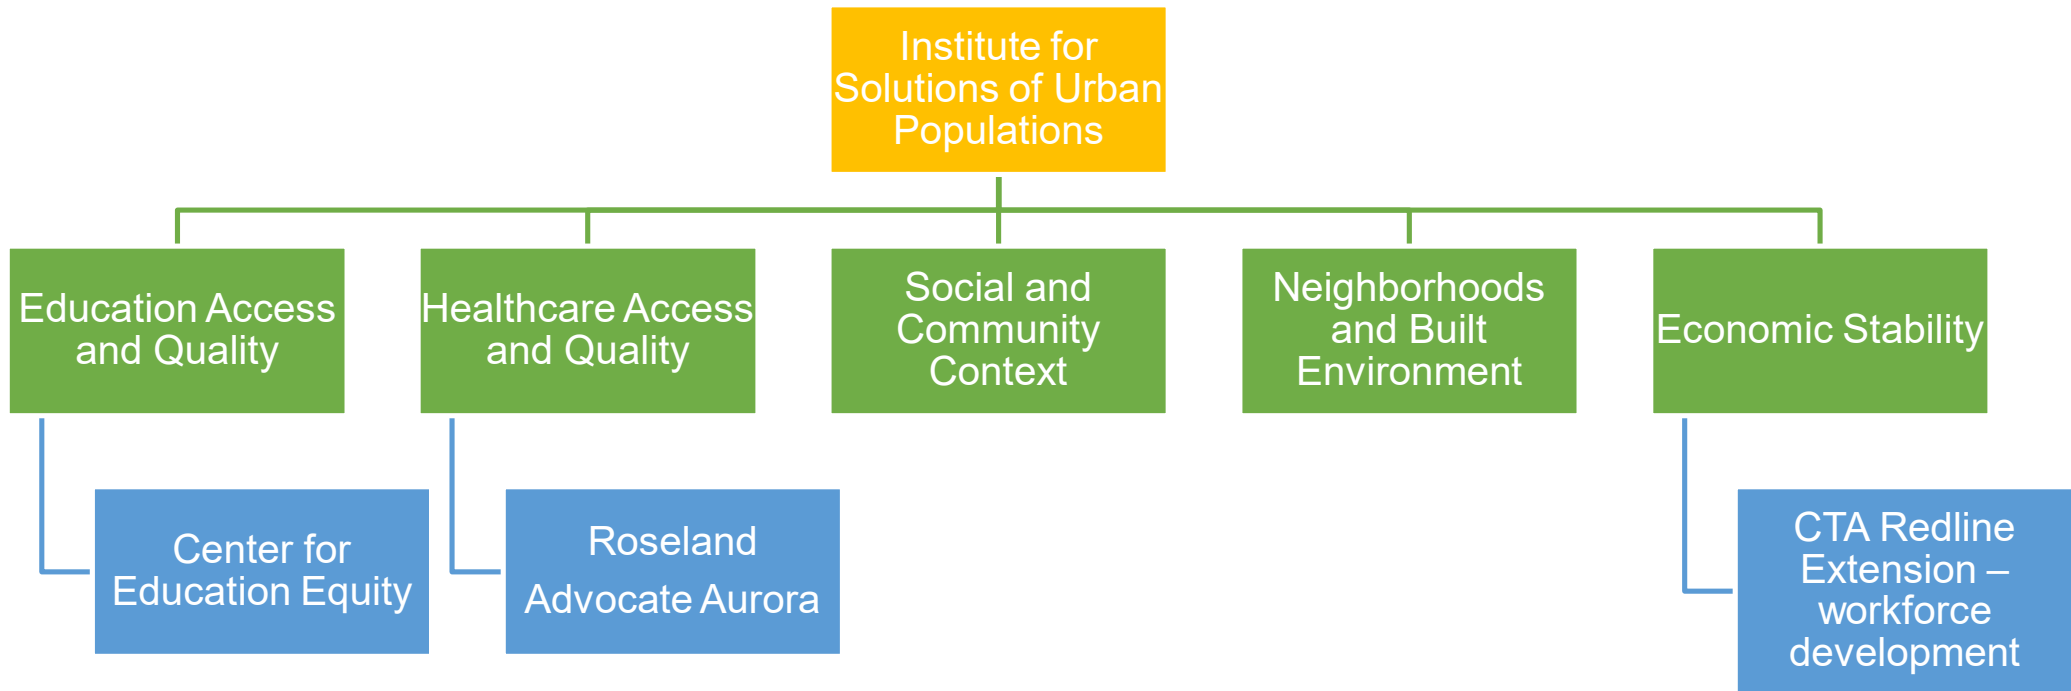 Institute for
Solutions of Urban
Populations
Education Access
and Quality
Healthcare Access
and Quality
Social and
Community
Context
Neighborhoods
and Built
Environment
Economic Stability
Center for
Education Equity
Roseland
Advocate Aurora
CTA Redline
Extension –
workforce
development